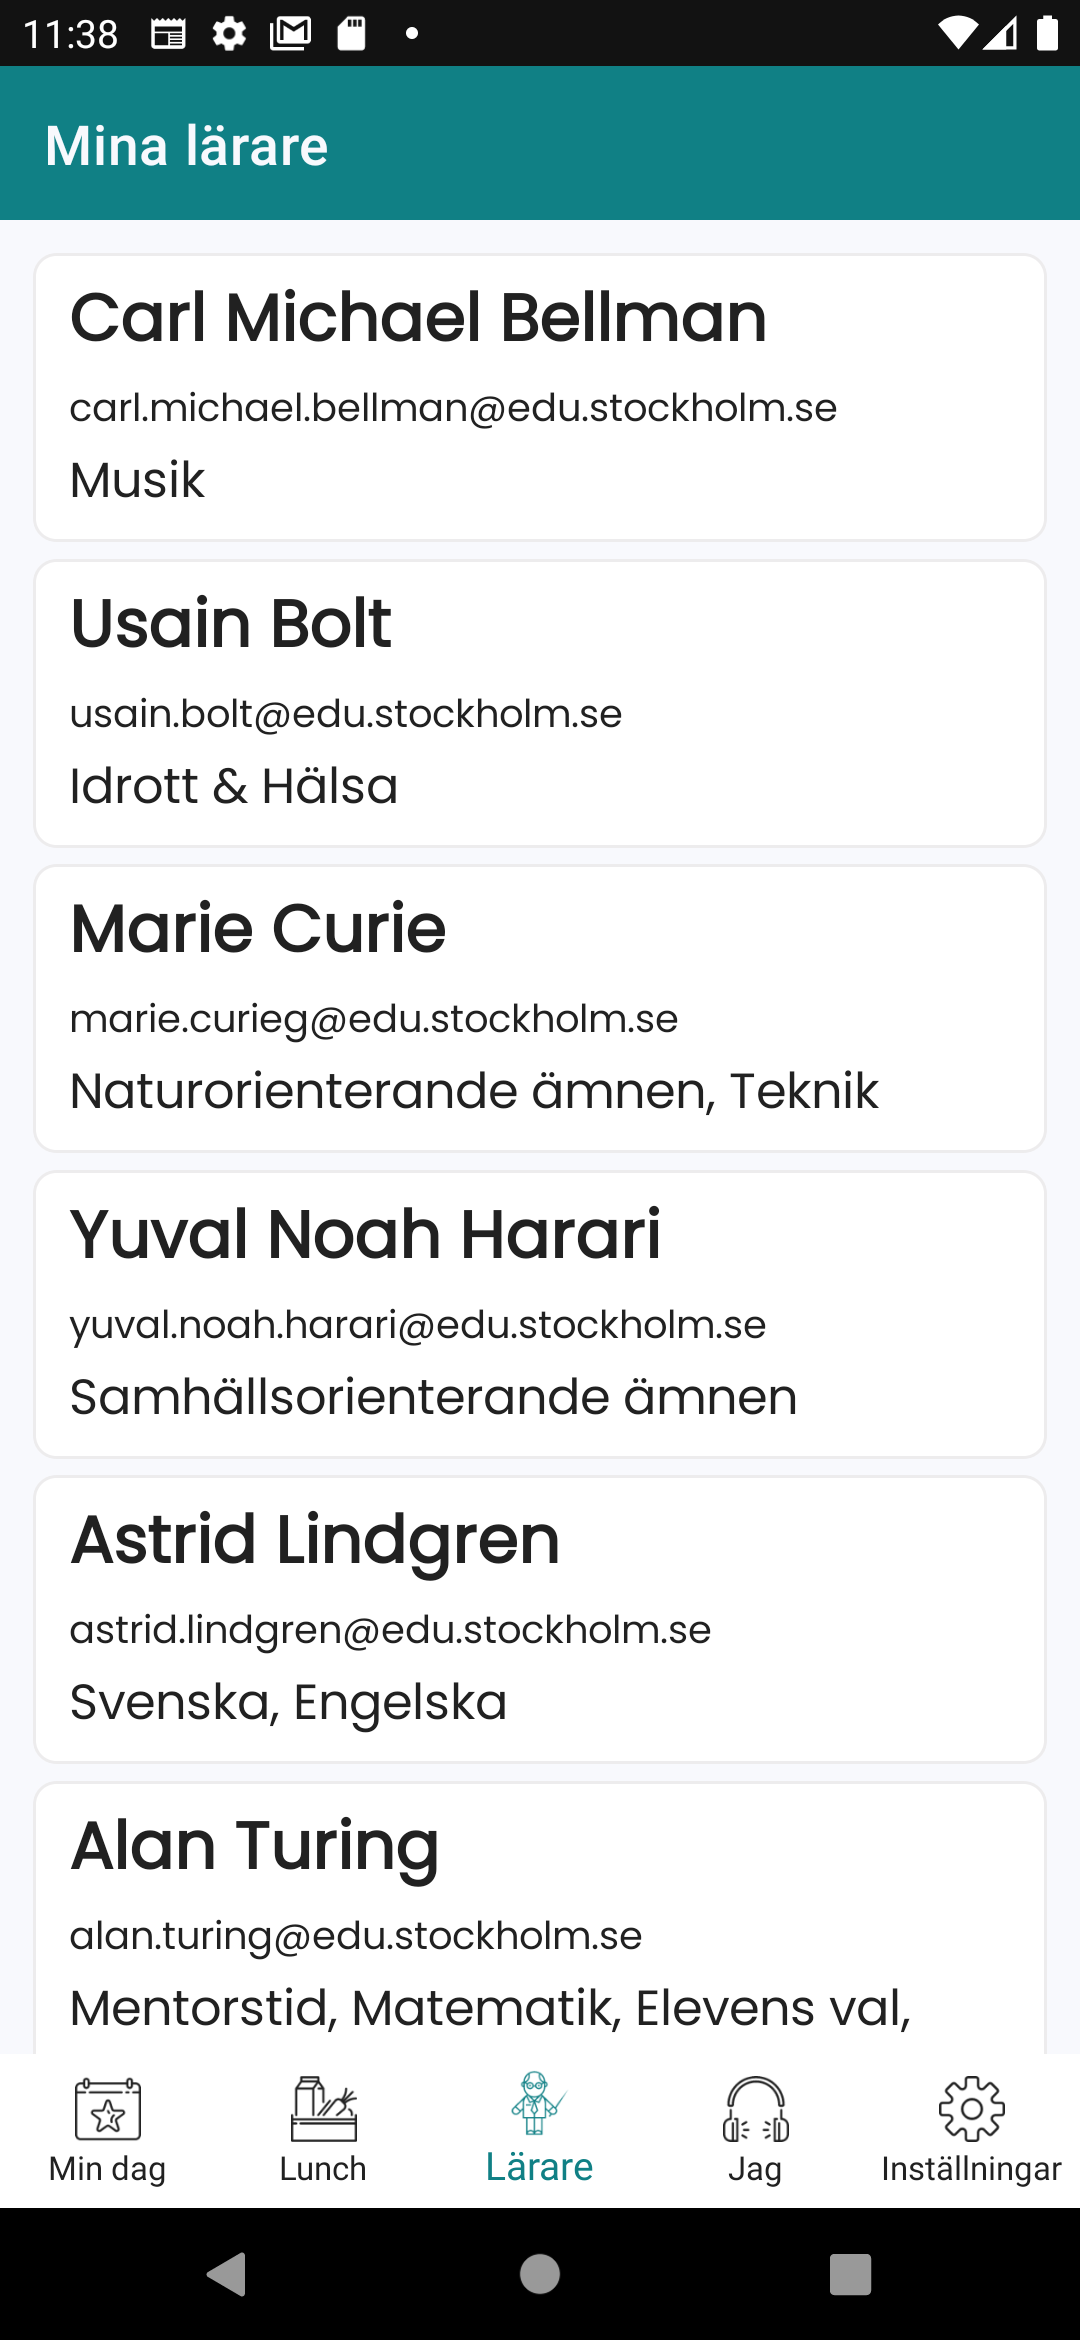 11:38
Mina lärare
Carl Michael Bellman
carl.michael.bellman@edu.stockholm.se
Musik
Usain Bolt
usain.bolt@edu.stockholm.se
Idrott & Hälsa
Marie Curie
marie.curieg@edu.stockholm.se
Naturorienterande ämnen, Teknik
Yuval Noah Harari
yuval.noah.harari@edu.stockholm.se
Samhällsorienterande ämnen
Astrid Lindgren
astrid.lindgren@edu.stockholm.se
Svenska, Engelska
Alan Turing
alan.turing@edu.stockholm.se
Mentorstid, Matematik, Elevens val,
Min dag Lunch Lärare Jag Inställningar